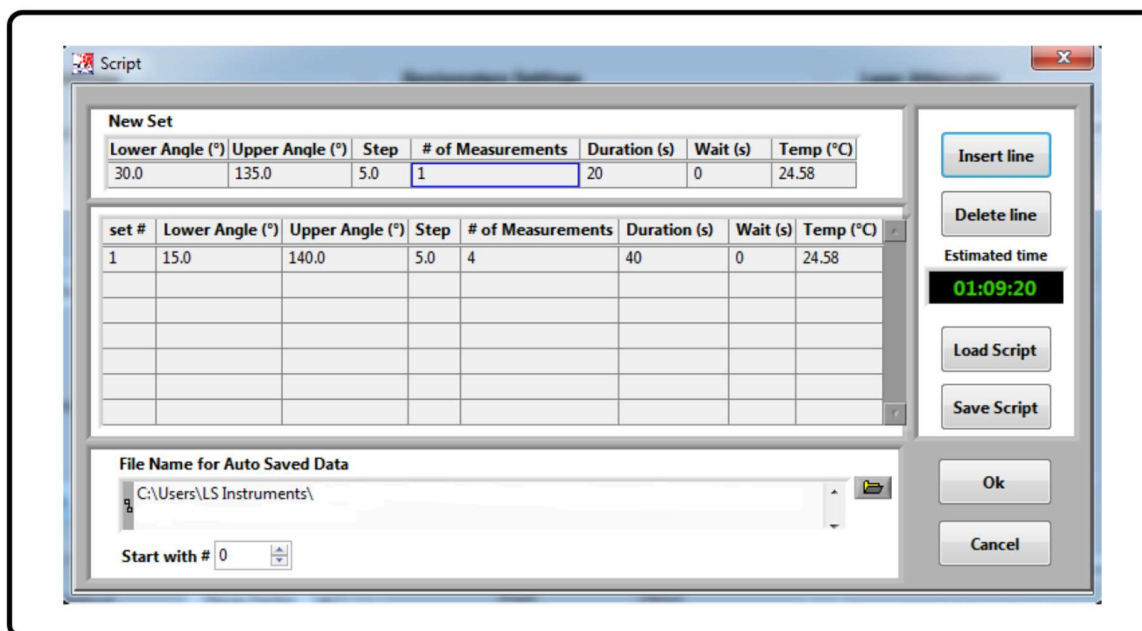 Script
New Set
Lower Angle (°) Upper Angle (°) Step # of Measurements Duration (s) Wait (s) Temp (°C)
30.0 135.0 5.0 1 20 0 24.58
set # Lower Angle (°) Upper Angle (°) Step # of Measurements Duration (s) Wait (s) Temp (°C)
1 15.0 140.0 5.0 4 40 0 24.58
Insert line
Delete line
Estimated time
01:09:20
Load Script
Save Script
File Name for Auto Saved Data
C:\Users\LS Instruments\
Start with # 0
Ok
Cancel